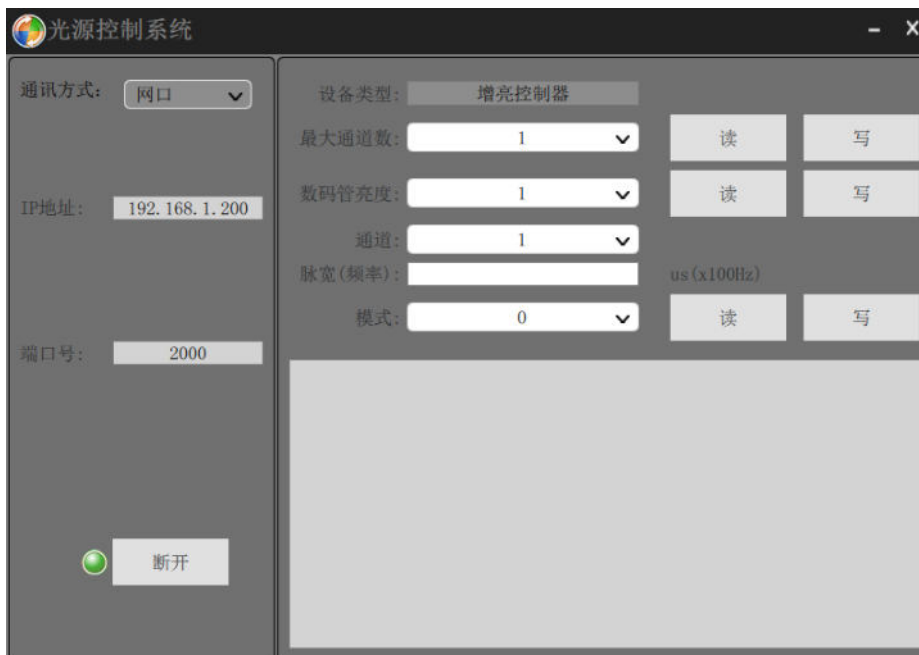 光源控制系统
通讯方式: 网口
IP地址: 192.168.1.200
端口号: 2000
断开
设备类型: 增亮控制器
最大通道数: 1 读 写
数码管亮度: 1 读 写
通道: 1
脉宽(频率): us(x100Hz)
模式: 0 读 写